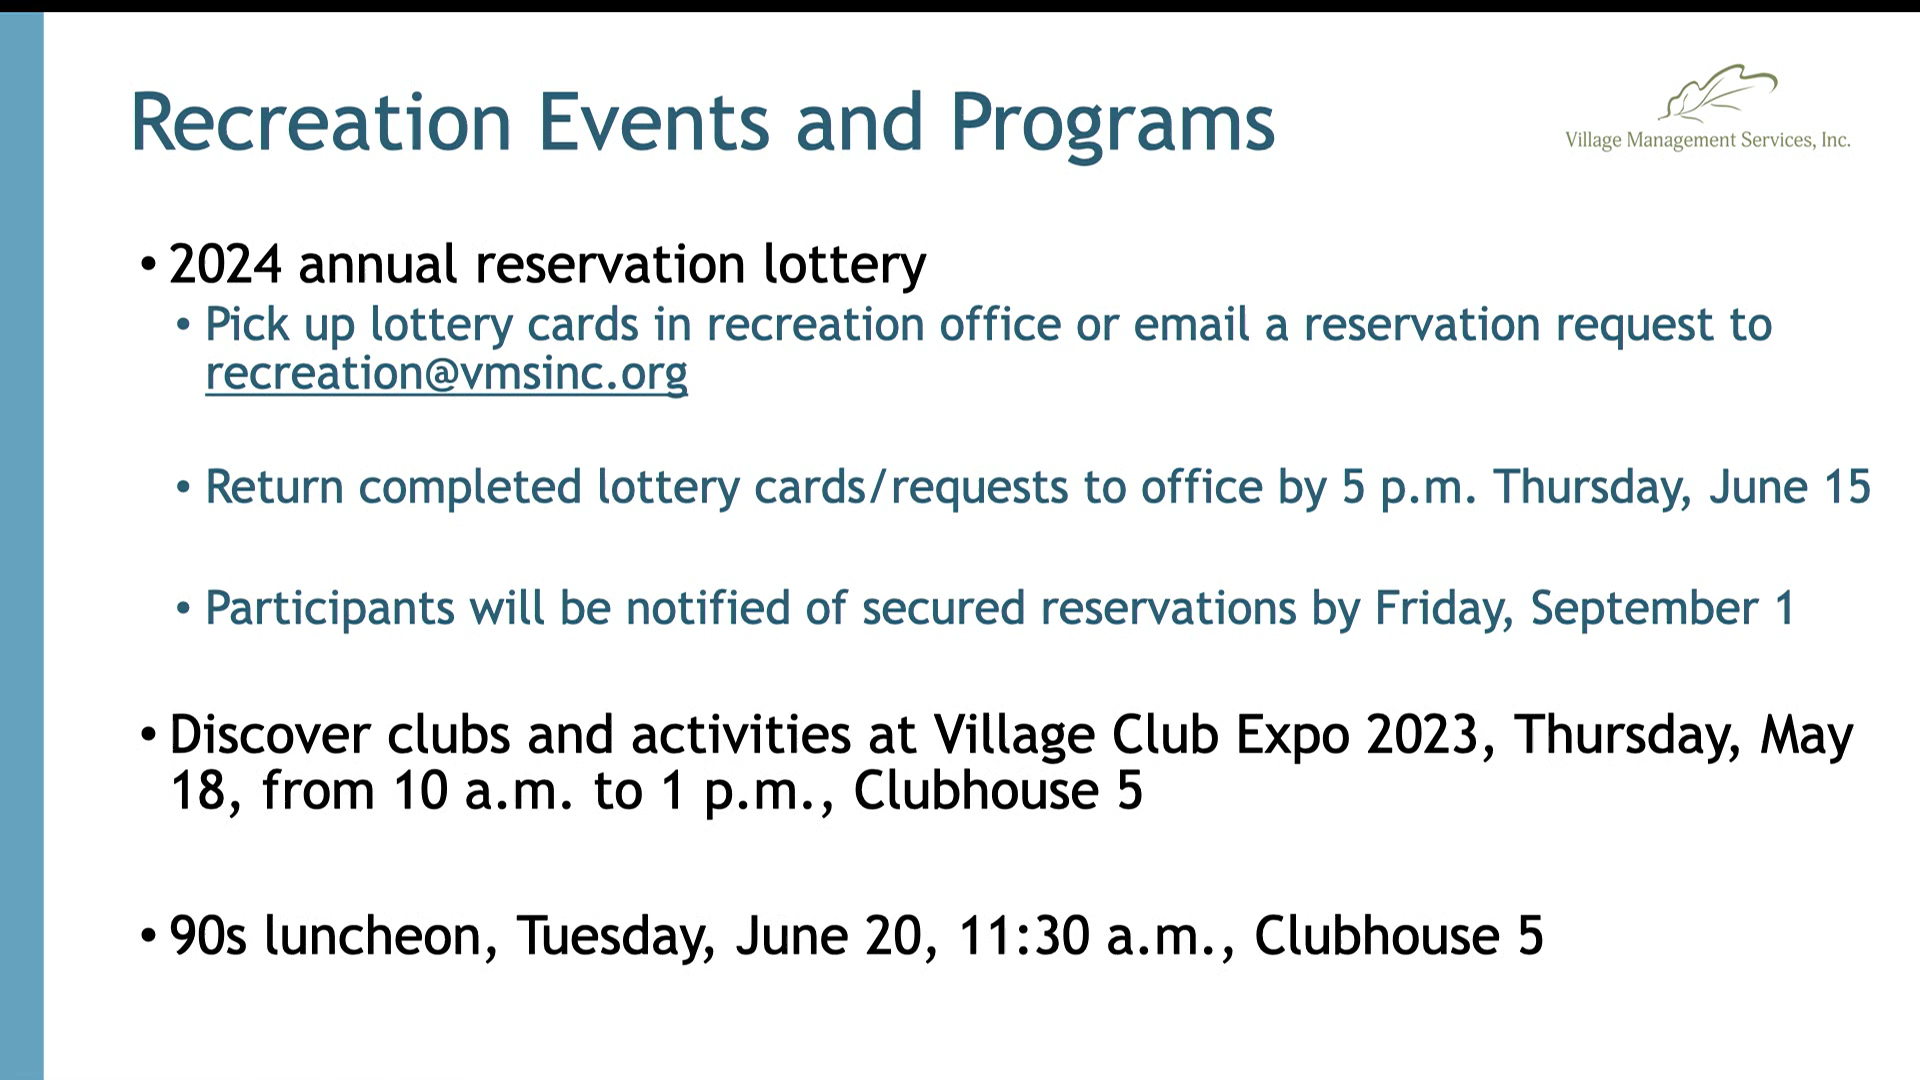 Recreation Events and Programs
Village Management Services, Inc.
• 2024 annual reservation lottery
• Pick up lottery cards in recreation office or email a reservation request to
recreation@vmsinc.org
• Return completed lottery cards/requests to office by 5 p.m. Thursday, June 15
• Participants will be notified of secured reservations by Friday, September 1
• Discover clubs and activities at Village Club Expo 2023, Thursday, May
18, from 10 a.m. to 1 p.m., Clubhouse 5
• 90s luncheon, Tuesday, June 20, 11:30 a.m., Clubhouse 5